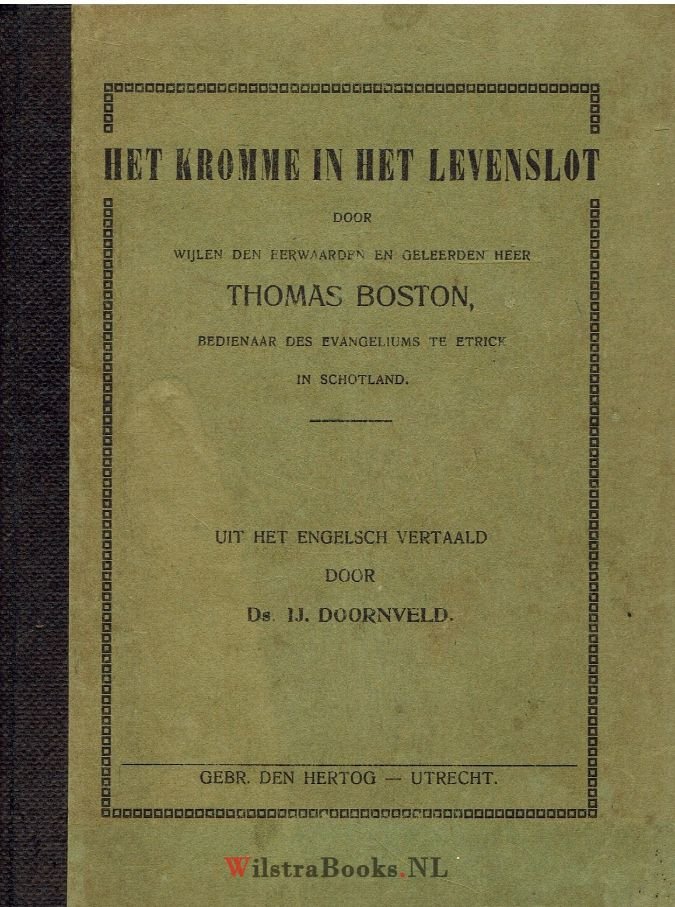 HET KROMME IN HET LEVENSLOT
DOOR
WIJLEN DEN EERWAARDEN EN GELEERDEN HEER
THOMAS BOSTON,
BEDIENAAR DES EVANGELIUMS TE ETRICK
IN SCHOTLAND.
UIT HET ENGELSCH VERTAALD
DOOR
Ds. IJ. DOORNVELD.
GEBR. DEN HERTOG — UTRECHT.
WilstraBooks.NL